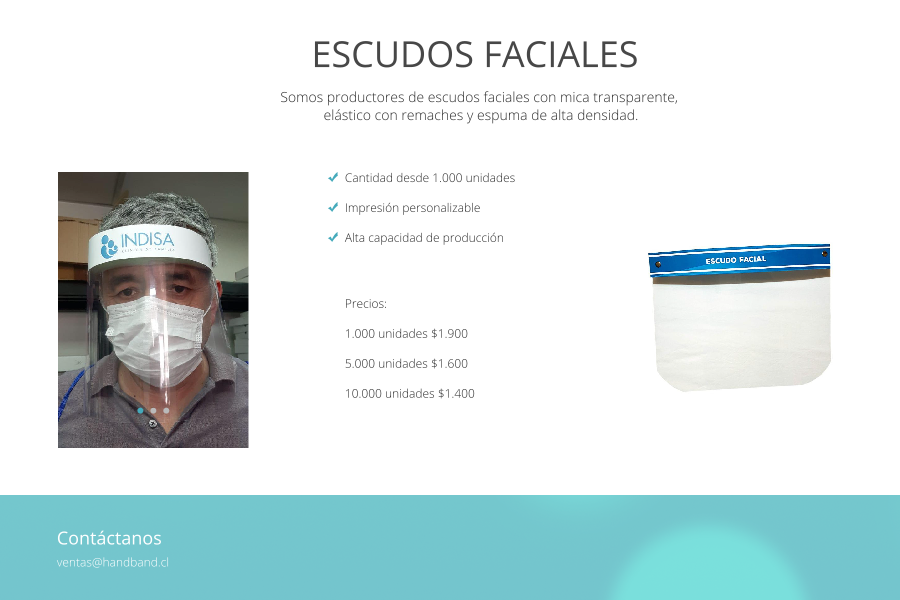 ESCUDOS FACIALES
Somos productores de escudos faciales con mica transparente,
elástico con remaches y espuma de alta densidad.
Cantidad desde 1.000 unidades
Impresión personalizable
Alta capacidad de producción
INDISA
ESCUDO FACIAL
Precios:
1.000 unidades $1.900
5.000 unidades $1.600
10.000 unidades $1.400
Contáctanos
ventas@handband.cl